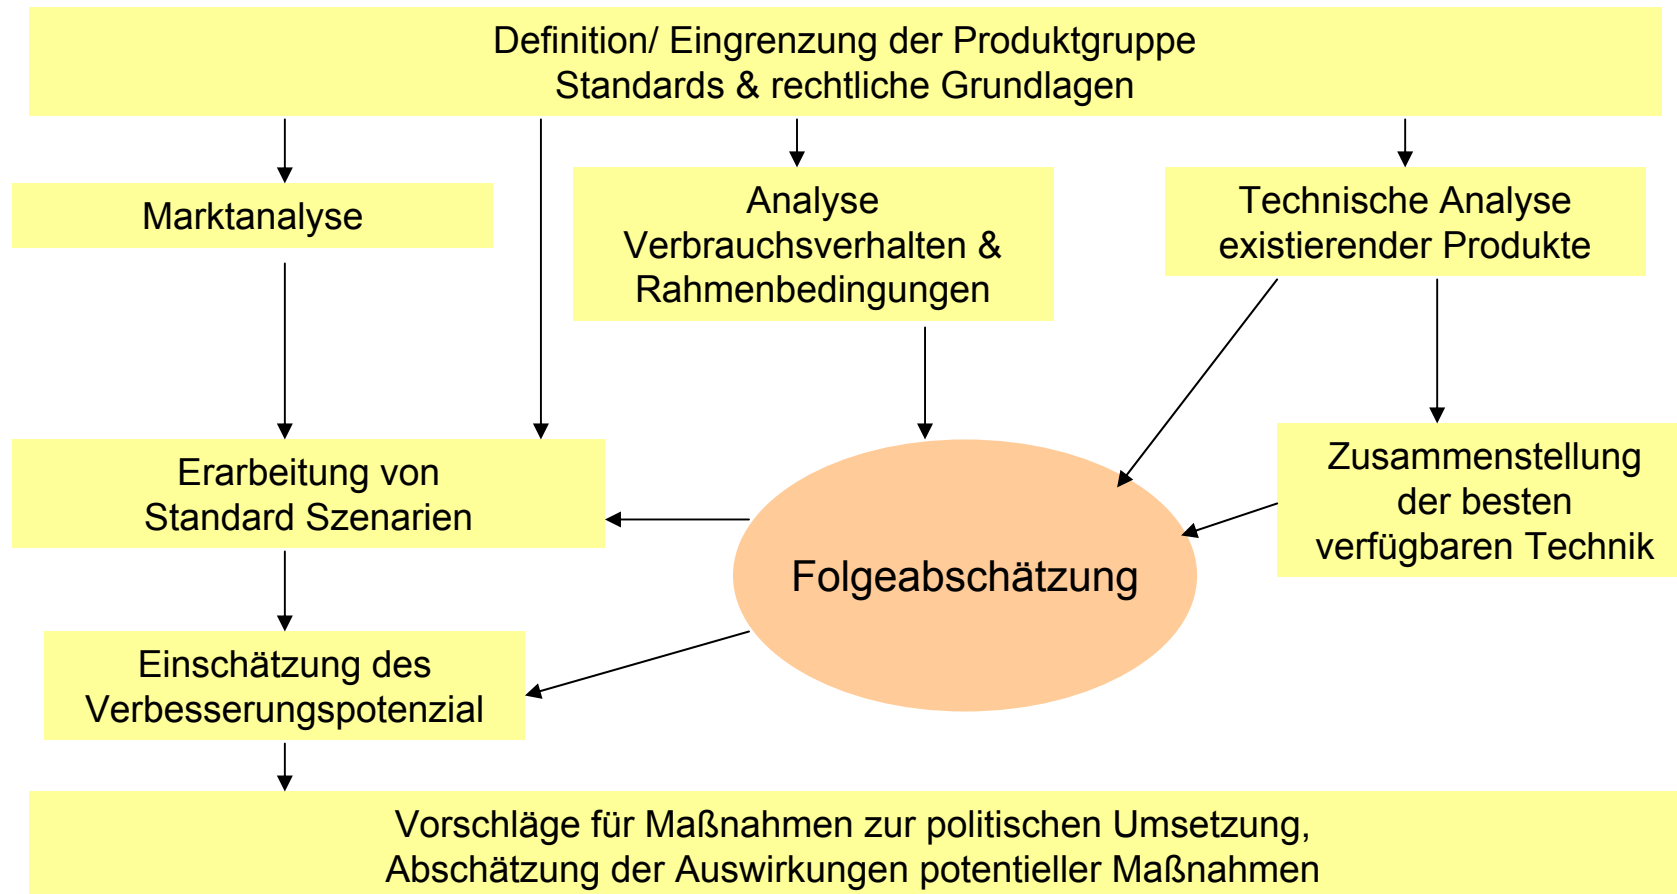 Definition/ Eingrenzung der Produktgruppe
Standards & rechtliche Grundlagen
Marktanalyse
Analyse
Verbrauchsverhalten &
Rahmenbedingungen
Technische Analyse
existierender Produkte
Erarbeitung von
Standard Szenarien
Folgeabschätzung
Zusammenstellung
der besten
verfügbaren Technik
Einschätzung des
Verbesserungspotenzial
Vorschläge für Maßnahmen zur politischen Umsetzung,
Abschätzung der Auswirkungen potentieller Maßnahmen